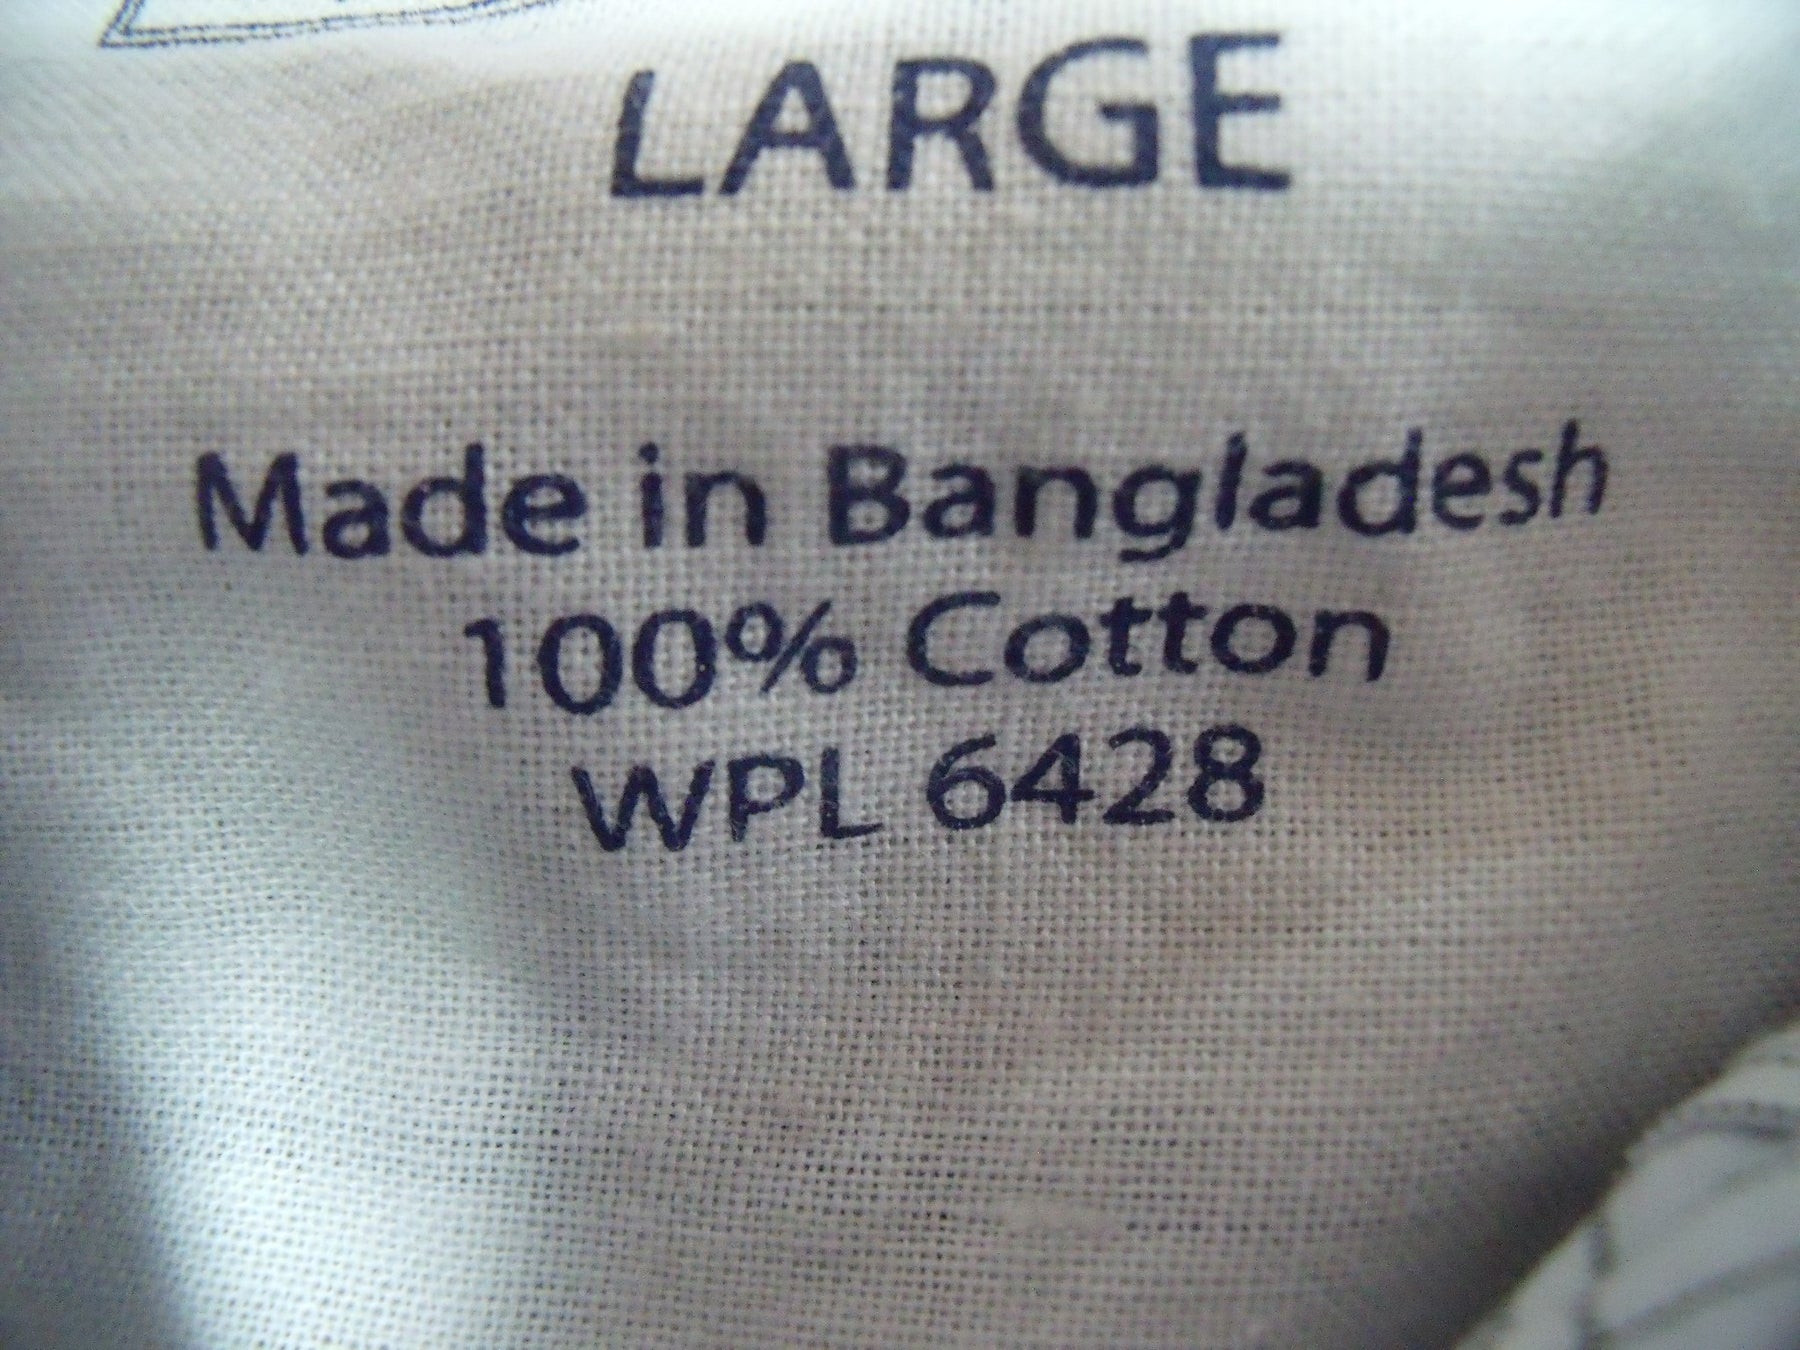 LARGE
Made in Bangladesh
100% Cotton
WPL 6428